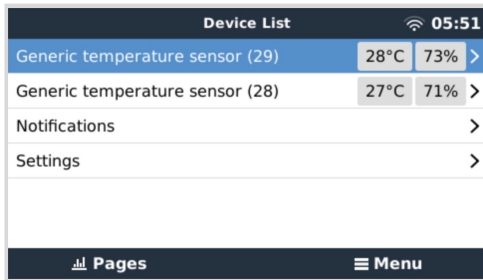 Device List 05:51
Generic temperature sensor (29) 28°C 73%
Generic temperature sensor (28) 27°C 71%
Notifications
Settings
Pages Menu